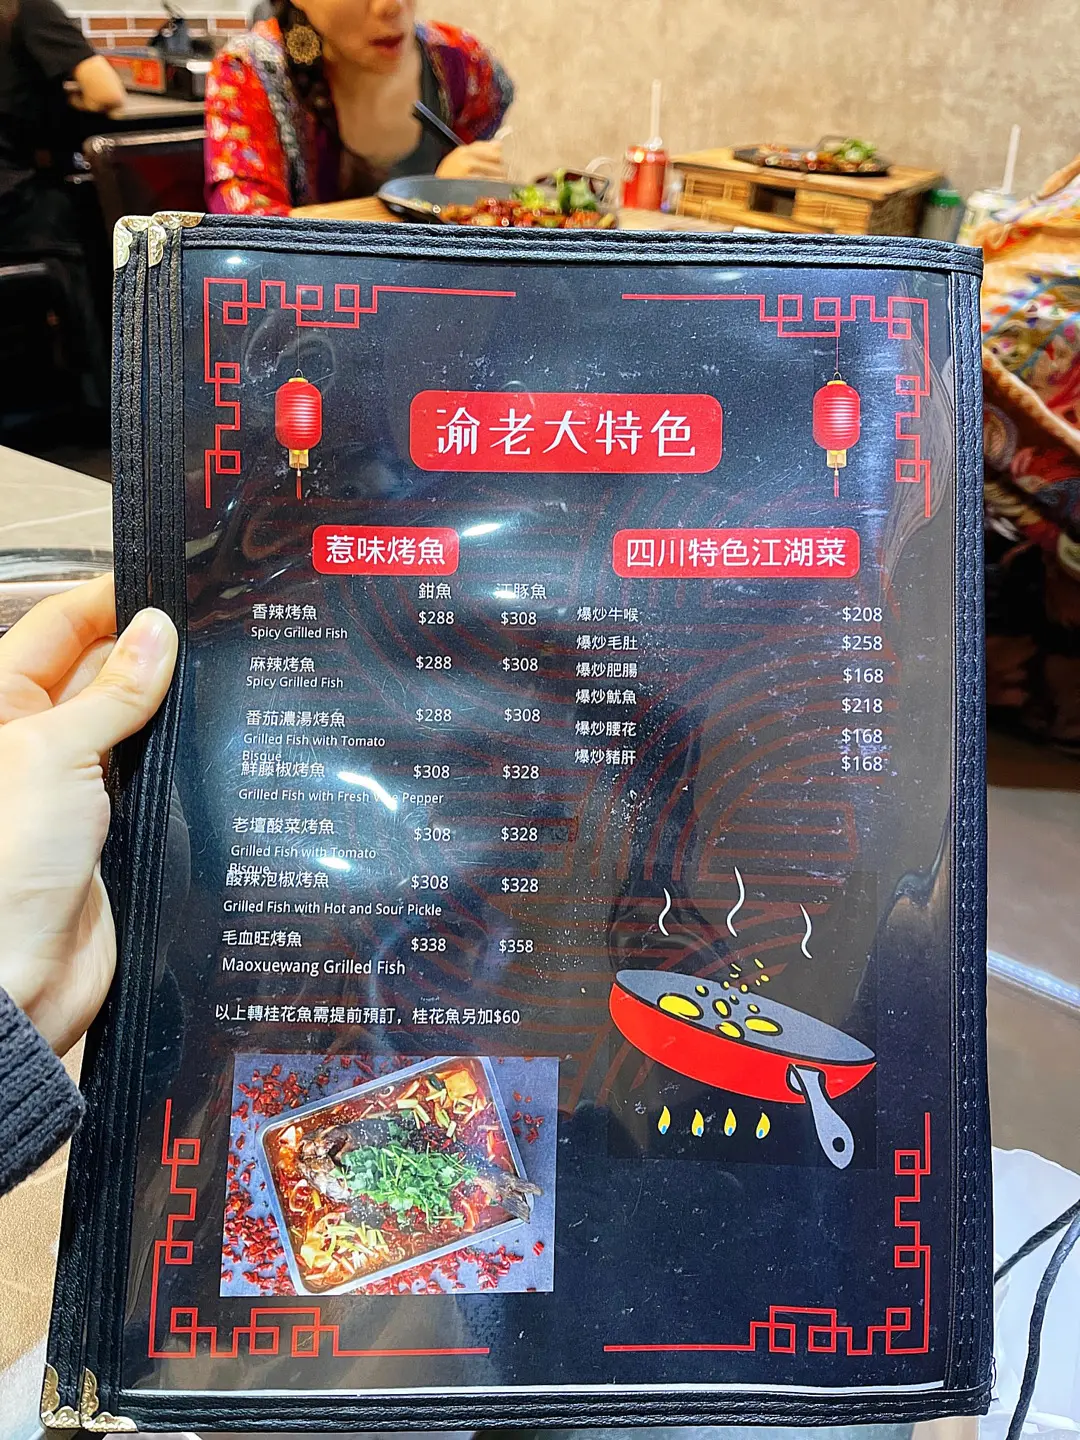 渝老大特色
惹味烤魚
鉗魚 江豚魚
香辣烤魚 $288 $308
Spicy Grilled Fish
麻辣烤魚 $288 $308
Spicy Grilled Fish
番茄濃湯烤魚 $288 $308
Grilled Fish with Tomato
Bisque
鮮藤椒烤魚 $308 $328
Grilled Fish with Fresh Vine Pepper
老壇酸菜烤魚 $308 $328
Grilled Fish with Tomato
Bisque
酸辣泡椒烤魚 $308 $328
Grilled Fish with Hot and Sour Pickle
毛血旺烤魚 $338 $358
Maoxuewang Grilled Fish
以上轉桂花魚需提前預訂，桂花魚另加$60
四川特色江湖菜
爆炒牛喉 $208
爆炒毛肚 $258
爆炒肥腸 $168
爆炒魷魚 $218
爆炒腰花 $168
爆炒豬肝 $168